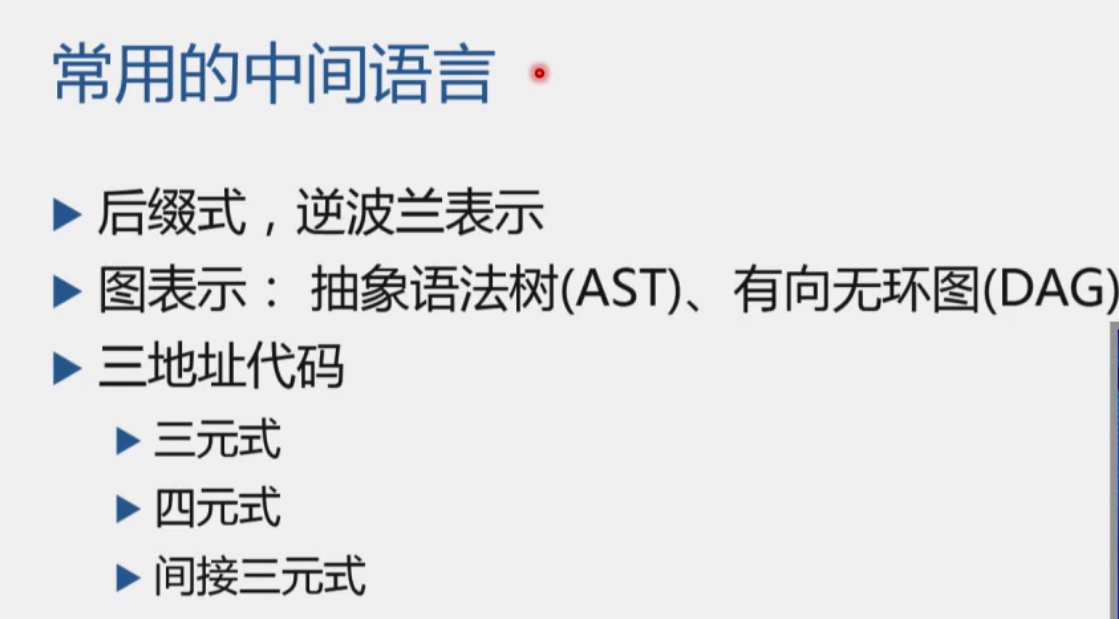 常用的中间语言
后缀式，逆波兰表示
图表示： 抽象语法树(AST)、有向无环图(DAG)
三地址代码
三元式
四元式
间接三元式